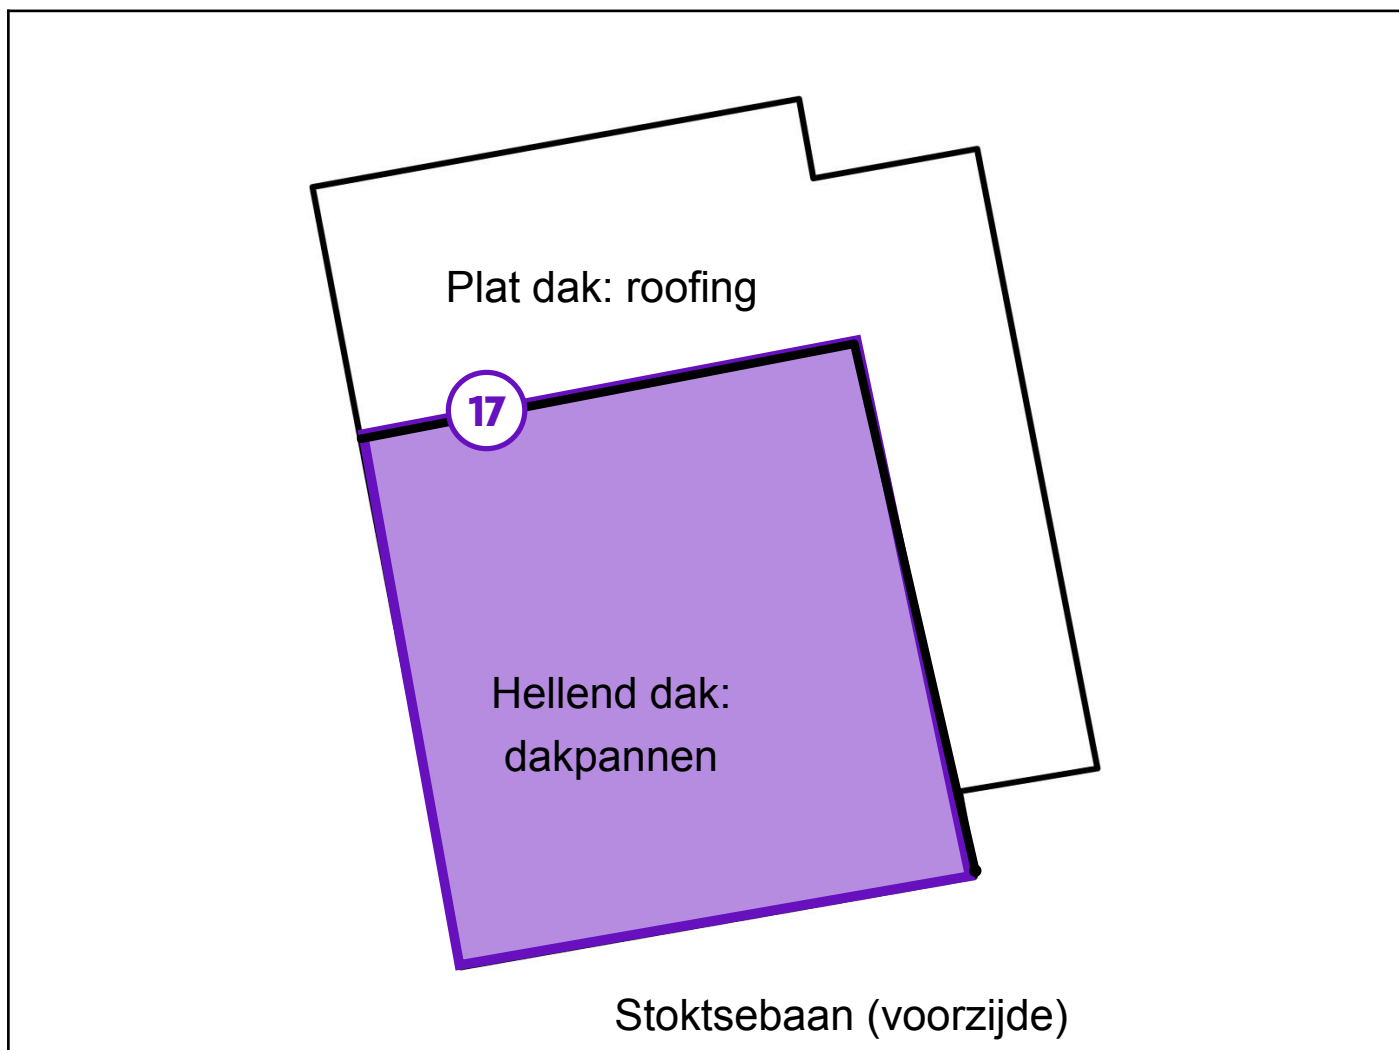 Plat dak: roofing
17
Hellend dak:
dakpannen
Stoktsebaan (voorzijde)